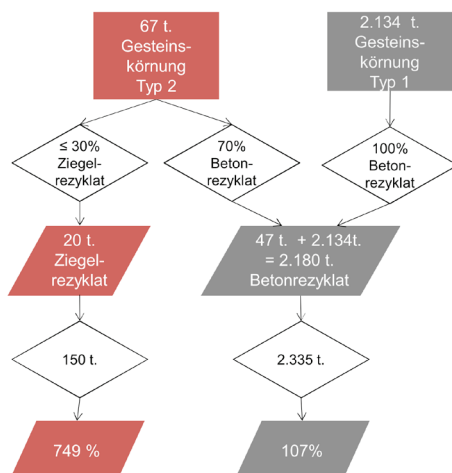 67 t.
Gesteins-
körnung
Typ 2
2.134 t.
Gesteins-
körnung
Typ 1
≤ 30%
Ziegel-
rezyklat
70%
Beton-
rezyklat
100%
Beton-
rezyklat
20 t.
Ziegel-
rezyklat
47 t. + 2.134t.
= 2.180 t.
Betonrezyklat
150 t.
2.335 t.
749 %
107%